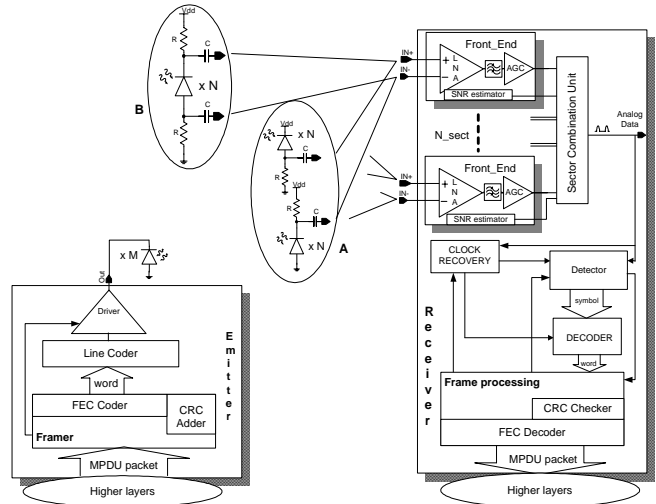 Vdd
R
C
x N
C
B
R
Vdd
x N
C
R
Vdd
R
C
x N
A
IN+
IN-
Front_End
+ L
N
- A
AGC
SNR estimator
N_sect
IN+
IN-
Front_End
+ L
N
- A
AGC
SNR estimator
Sector Combination Unit
Analog
Data
CLOCK
RECOVERY
Detector
symbol
DECODER
word
Receiver
Frame processing
CRC Checker
FEC Decoder
MPDU packet
Higher layers
x M
Out
Driver
Line Coder
word
FEC Coder
CRC
Adder
Framer
Emitter
MPDU packet
Higher layers